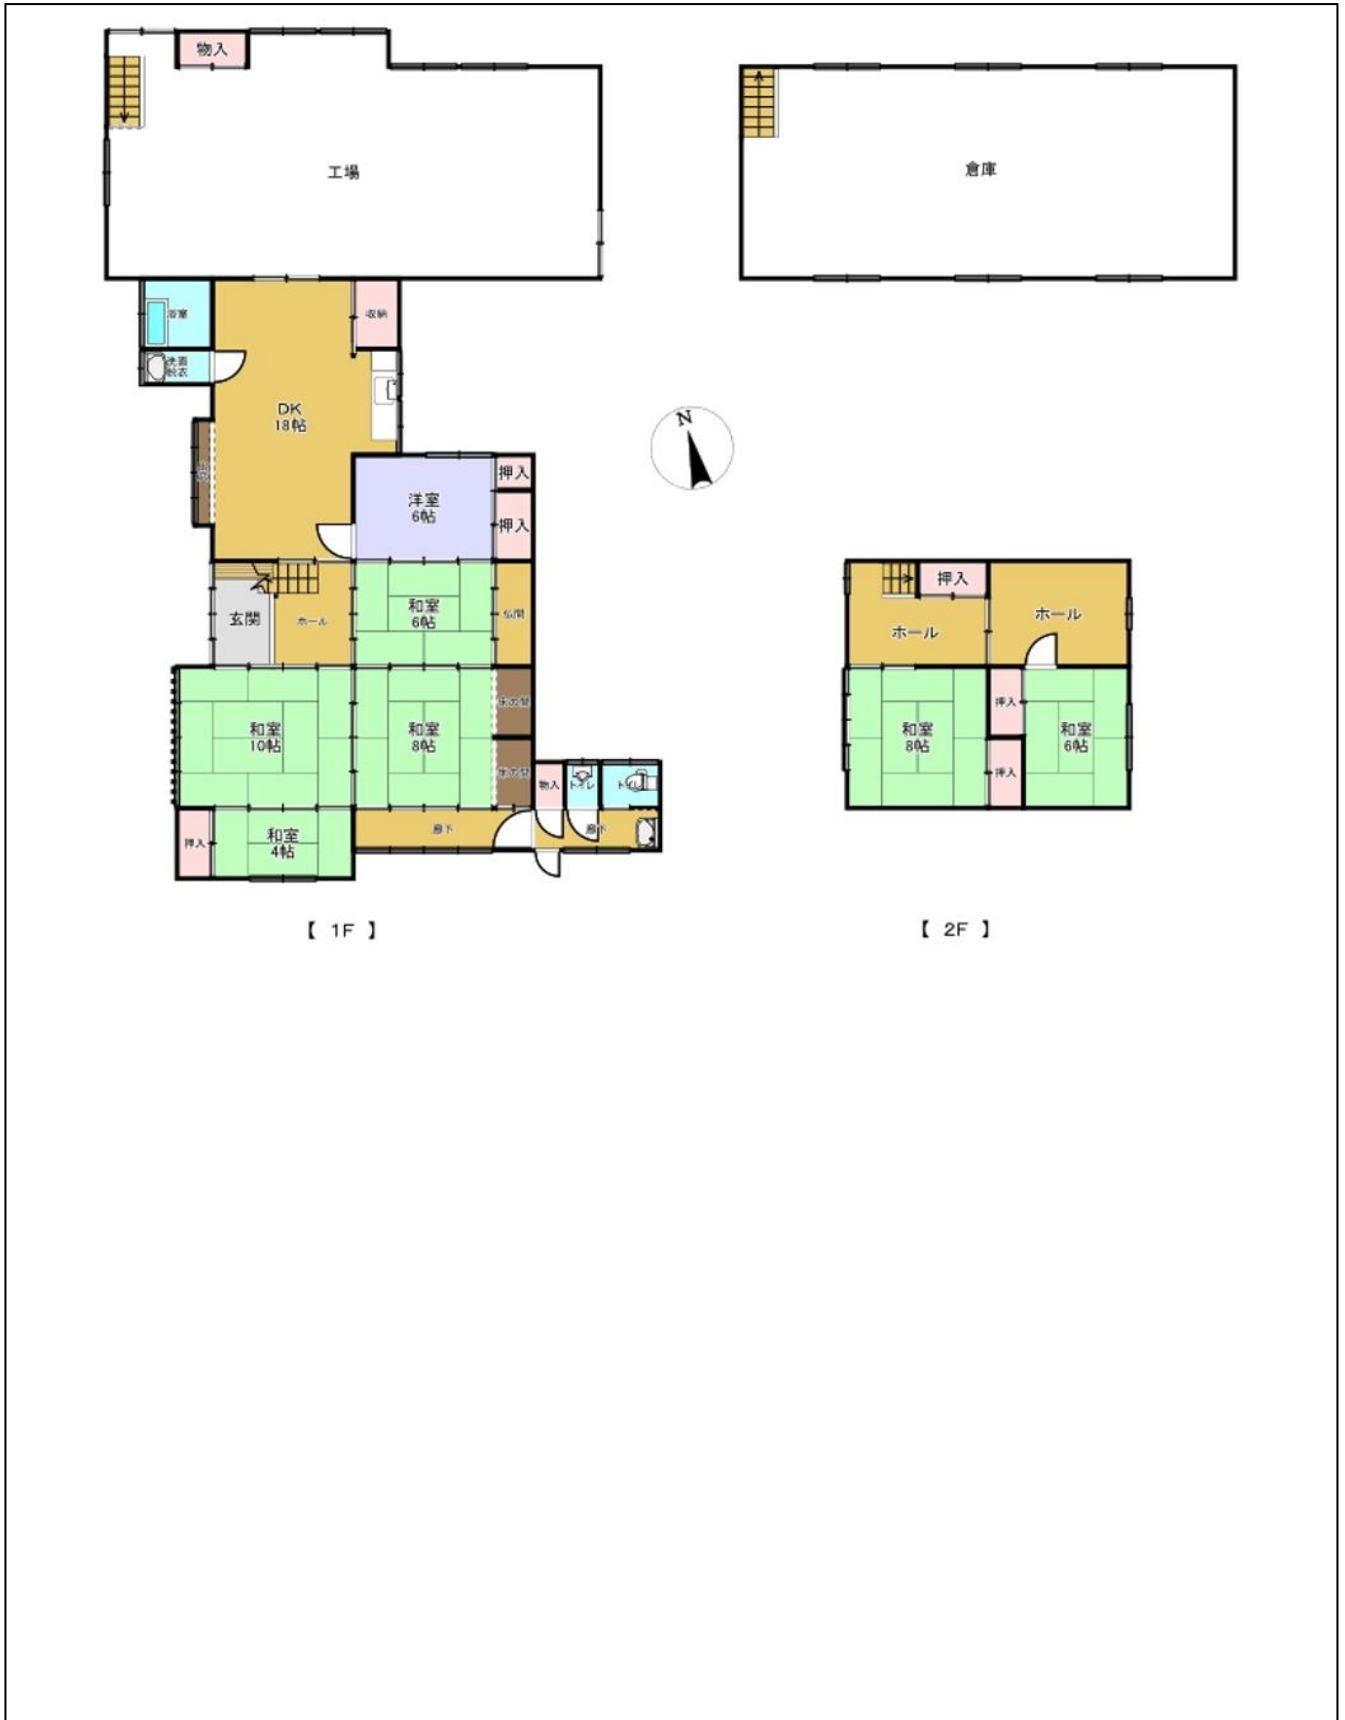 物入
工場
倉庫
浴室
収納
洗面
脱衣
DK
18帖
N
押入
洋室
6帖
押入
和室
6帖
仏間
玄関
ホール
押入
ホール
ホール
和室
10帖
和室
8帖
床の間
床の間
和室
8帖
押入
和室
6帖
押入
物入
トイレ
トイレ
押入
和室
4帖
廊下
廊下
【 1F 】
【 2F 】